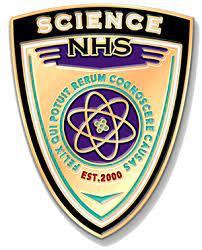 SCIENCE
NHS
FELIX QUI POTUIT RERUM COGNOSCERE CAUSAS
EST.2000